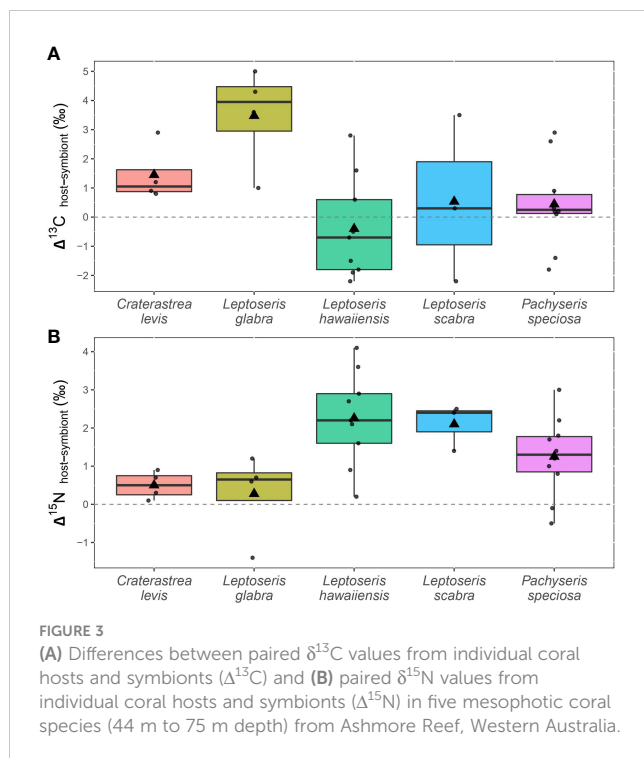 A
Δ13C host−symbiont (‰)
5
4
3
2
1
0
−1
−2
Craterastrea
levis
Leptoseris
glabra
Leptoseris
hawaiiensis
Leptoseris
scabra
Pachyseris
speciosa
B
Δ15N host−symbiont (‰)
4
3
2
1
0
−1
Craterastrea
levis
Leptoseris
glabra
Leptoseris
hawaiiensis
Leptoseris
scabra
Pachyseris
speciosa
FIGURE 3
(A) Differences between paired δ13C values from individual coral
hosts and symbionts (Δ13C) and (B) paired δ15N values from
individual coral hosts and symbionts (Δ15N) in five mesophotic coral
species (44 m to 75 m depth) from Ashmore Reef, Western Australia.